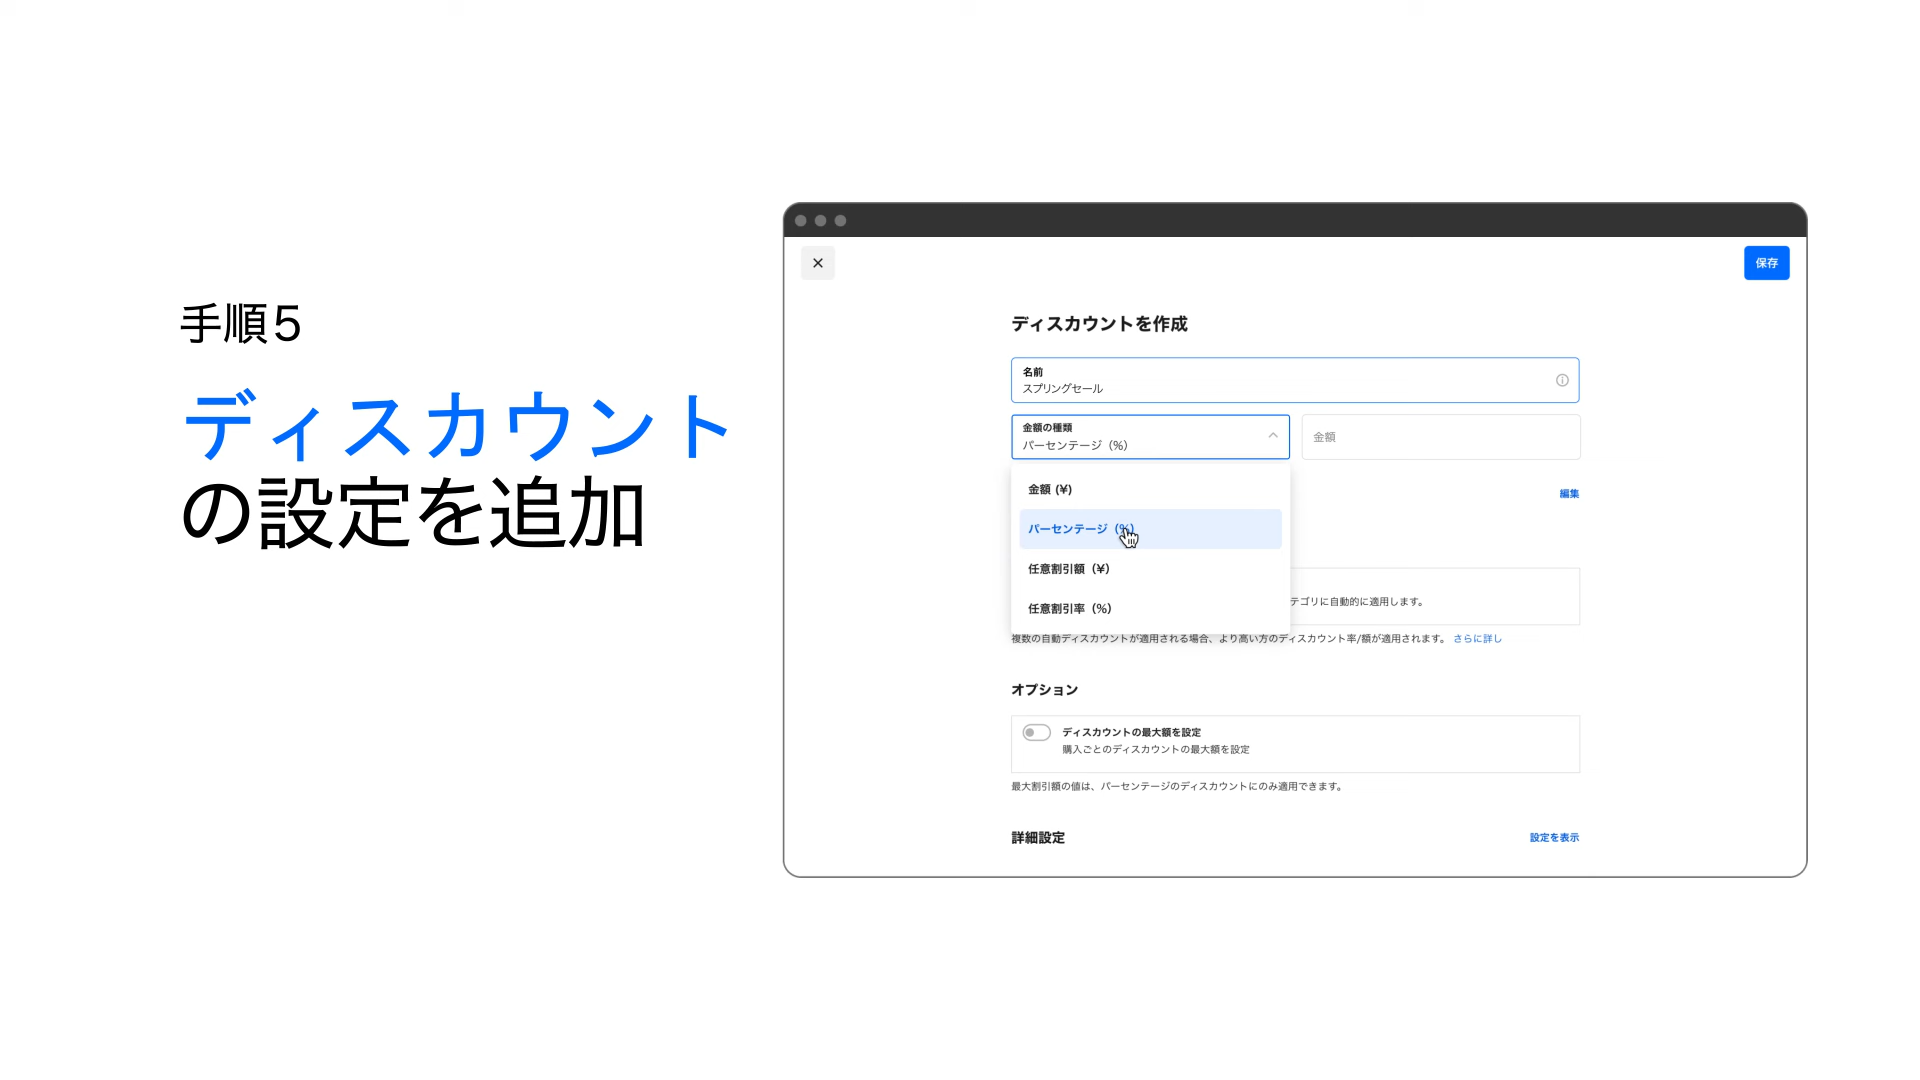 手順5
ディスカウント
の設定を追加
保存
ディスカウントを作成
名前
スプリングセール
金額の種類
パーセンテージ（%）
金額
金額 (¥)
編集
パーセンテージ（%）
任意割引額（¥）
テゴリに自動的に適用します。
任意割引率（%）
複数の自動ディスカウントが適用される場合、より高い方のディスカウント率/額が適用されます。 さらに詳し
オプション
ディスカウントの最大額を設定
購入ごとのディスカウントの最大額を設定
最大割引額の値は、パーセンテージのディスカウントにのみ適用できます。
詳細設定
設定を表示